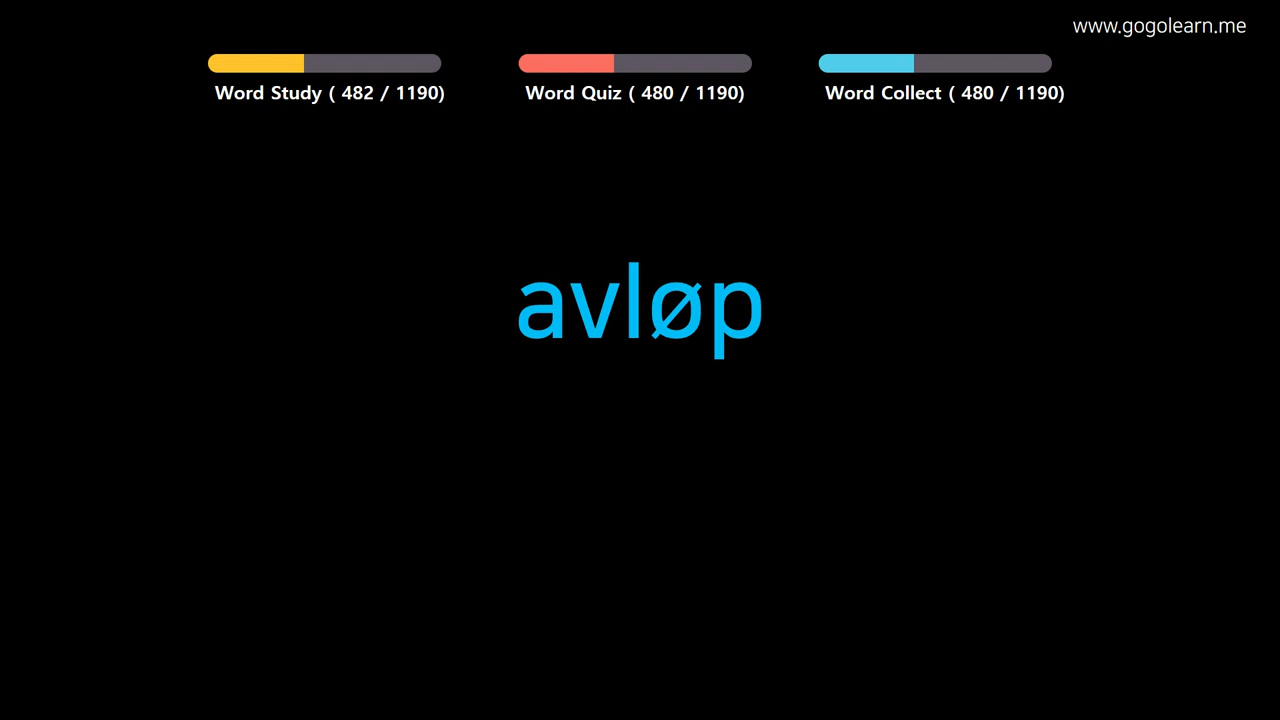 www.gogolearn.me
Word Study ( 482 / 1190)
Word Quiz ( 480 / 1190)
Word Collect ( 480 / 1190)
avløp